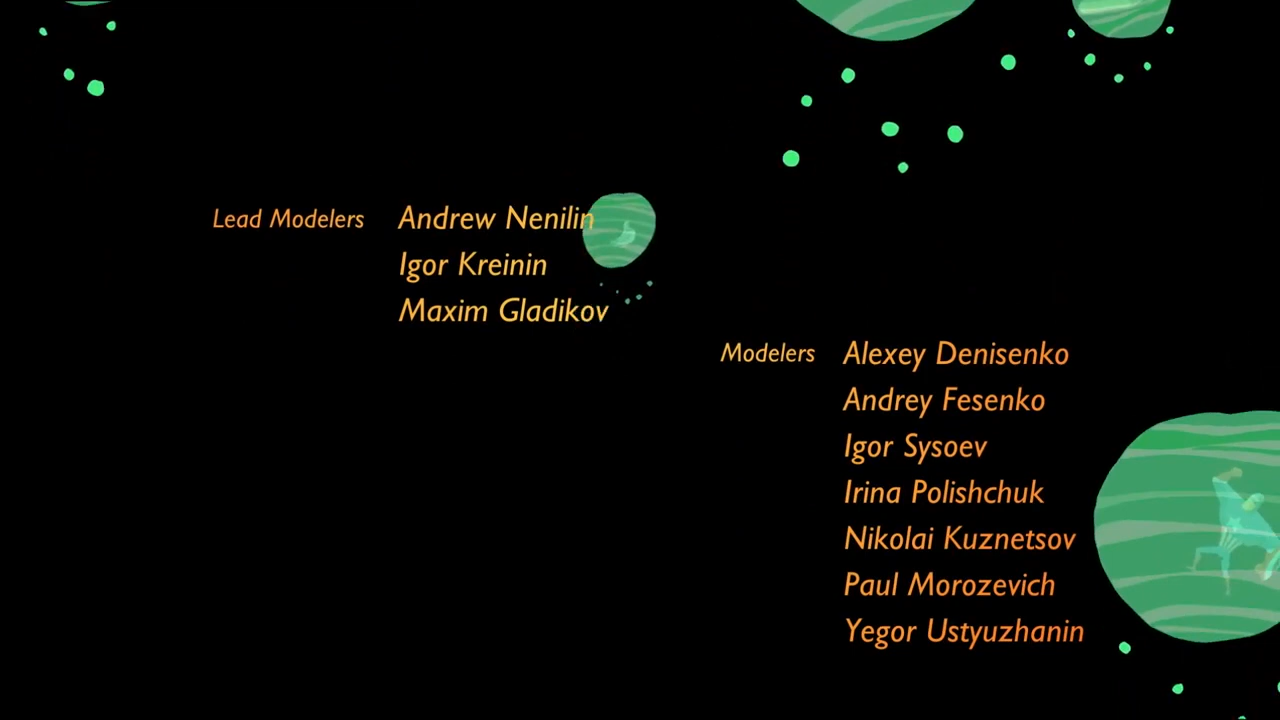 Lead Modelers Andrew Nenilin
Igor Kreinin
Maxim Gladikov
Modelers Alexey Denisenko
Andrey Fesenko
Igor Sysoev
Irina Polishchuk
Nikolai Kuznetsov
Paul Morozevich
Yegor Ustyuzhanin